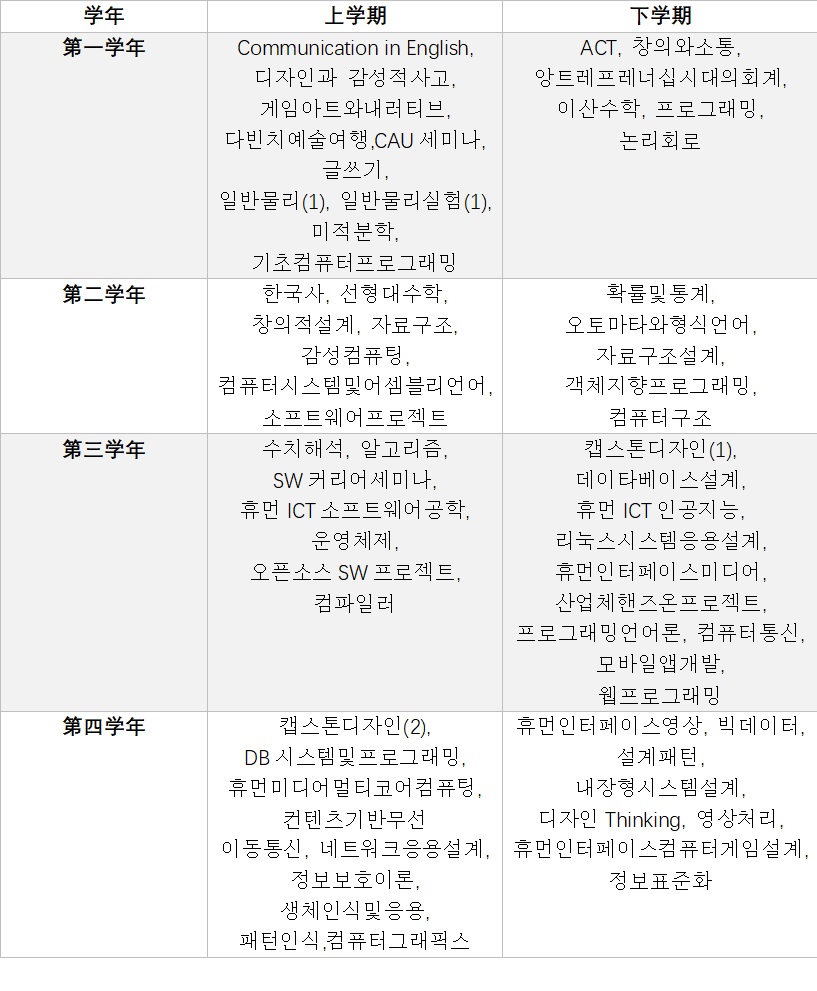 学年 上学期 下学期
第一学年
Communication in English,
디자인과 감성적사고,
게임아트와내러티브,
다빈치예술여행,CAU 세미나,
글쓰기,
일반물리(1), 일반물리실험(1),
미적분학,
기초컴퓨터프로그래밍
ACT, 창의와소통,
앙트레프레너십시대의회계,
이산수학, 프로그래밍,
논리회로
第二学年
한국사, 선형대수학,
창의적설계, 자료구조,
감성컴퓨팅,
컴퓨터시스템및어셈블리언어,
소프트웨어프로젝트
확률및통계,
오토마타와형식언어,
자료구조설계,
객체지향프로그래밍,
컴퓨터구조
第三学年
수치해석, 알고리즘,
SW 커리어세미나,
휴먼 ICT 소프트웨어공학,
운영체제,
오픈소스 SW 프로젝트,
컴파일러
캡스톤디자인(1),
데이타베이스설계,
휴먼 ICT 인공지능,
리눅스시스템응용설계,
휴먼인터페이스미디어,
산업체핸즈온프로젝트,
프로그래밍언어론, 컴퓨터통신,
모바일앱개발,
웹프로그래밍
第四学年
캡스톤디자인(2),
DB 시스템및프로그래밍,
휴먼미디어멀티코어컴퓨팅,
컨텐츠기반무선
이동통신, 네트워크응용설계,
정보보호이론,
생체인식및응용,
패턴인식,컴퓨터그래픽스
휴먼인터페이스영상, 빅데이터,
설계패턴,
내장형시스템설계,
디자인 Thinking, 영상처리,
휴먼인터페이스컴퓨터게임설계,
정보표준화